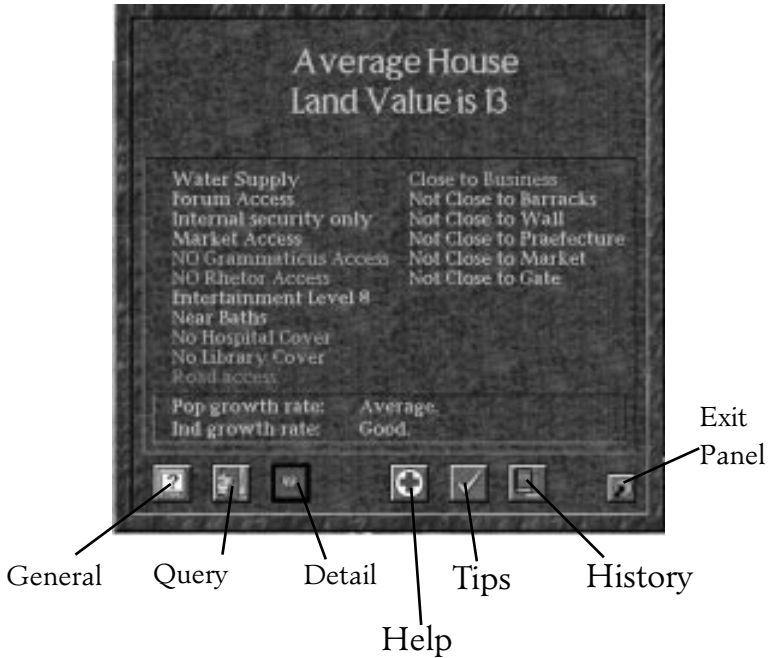 Average House
Land Value is 13
Water Supply
Forum Access
Internal security only
Market Access
NO Grammaticus Access
NO Rhetor Access
Entertainment Level 8
Near Baths
No Hospital Cover
No Library Cover
Road access
Close to Business
Not Close to Barracks
Not Close to Wall
Not Close to Praefecture
Not Close to Market
Not Close to Gate
Pop growth rate: Average.
Ind growth rate: Good.
Exit
Panel
General
Query
Detail
Help
Tips
History